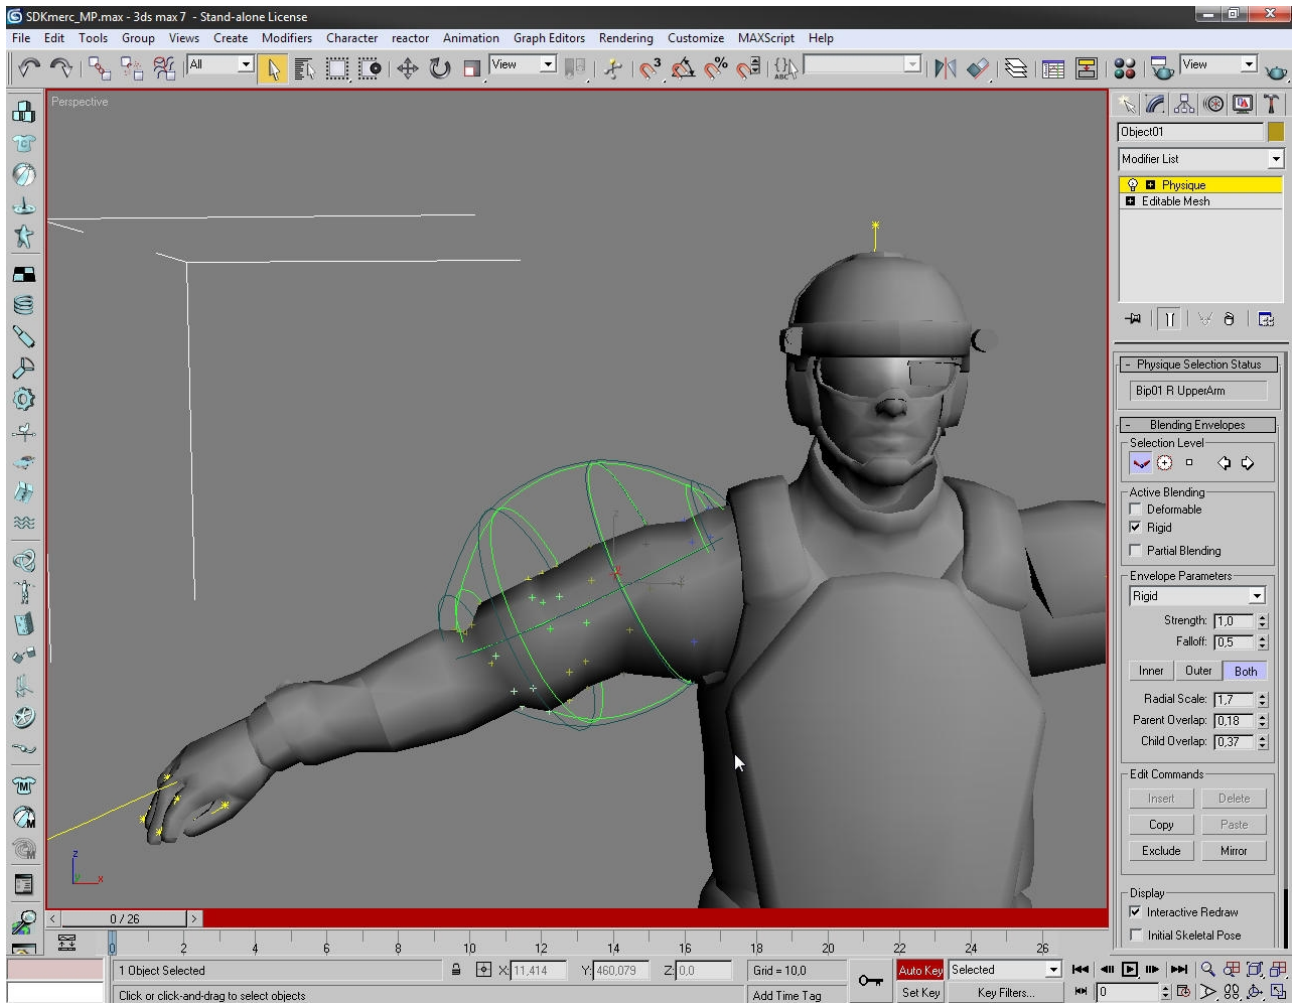 SDKmerc_MP.max - 3ds max 7 - Stand-alone License
File Edit Tools Group Views Create Modifiers Character reactor Animation Graph Editors Rendering Customize MAXScript Help
All
View
View
Perspective
Object01
Modifier List
Physique
Editable Mesh
- Physique Selection Status
Bip01 R UpperArm
- Blending Envelopes
Selection Level
Active Blending
Deformable
Rigid
Partial Blending
Envelope Parameters
Rigid
Strength: 1,0
Falloff: 0,5
Inner Outer Both
Radial Scale: 1,7
Parent Overlap: 0,18
Child Overlap: 0,37
Edit Commands
Insert Delete
Copy Paste
Exclude Mirror
Display
Interactive Redraw
Initial Skeletal Pose
z
x
y
< 0 / 26 >
0 2 4 6 8 10 12 14 16 18 20 22 24 26
1 Object Selected
X: 11,414 Y: 460,079 Z: 0,0
Grid = 10,0
Auto Key Selected
Click or click-and-drag to select objects
Add Time Tag
Set Key Key Filters...
0